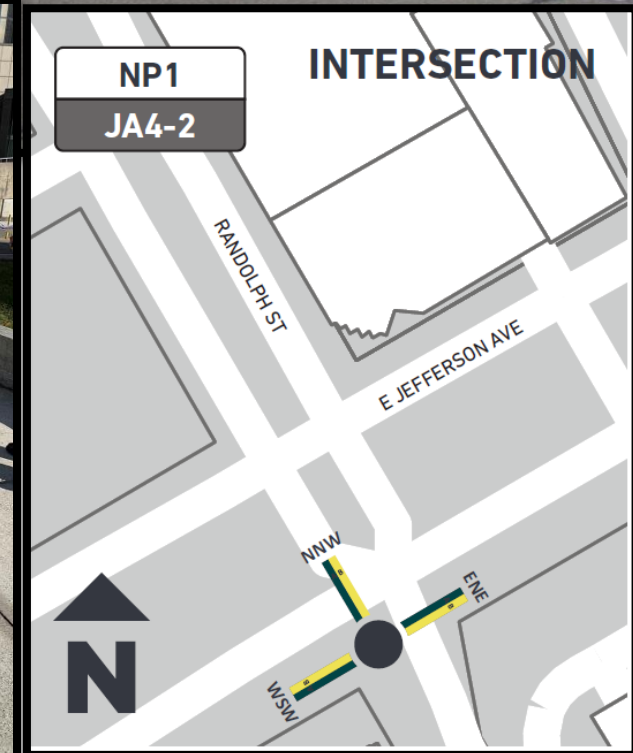 NP1
INTERSECTION
JA4-2
RANDOLPH ST
E JEFFERSON AVE
NNW
ENE
WSW
N